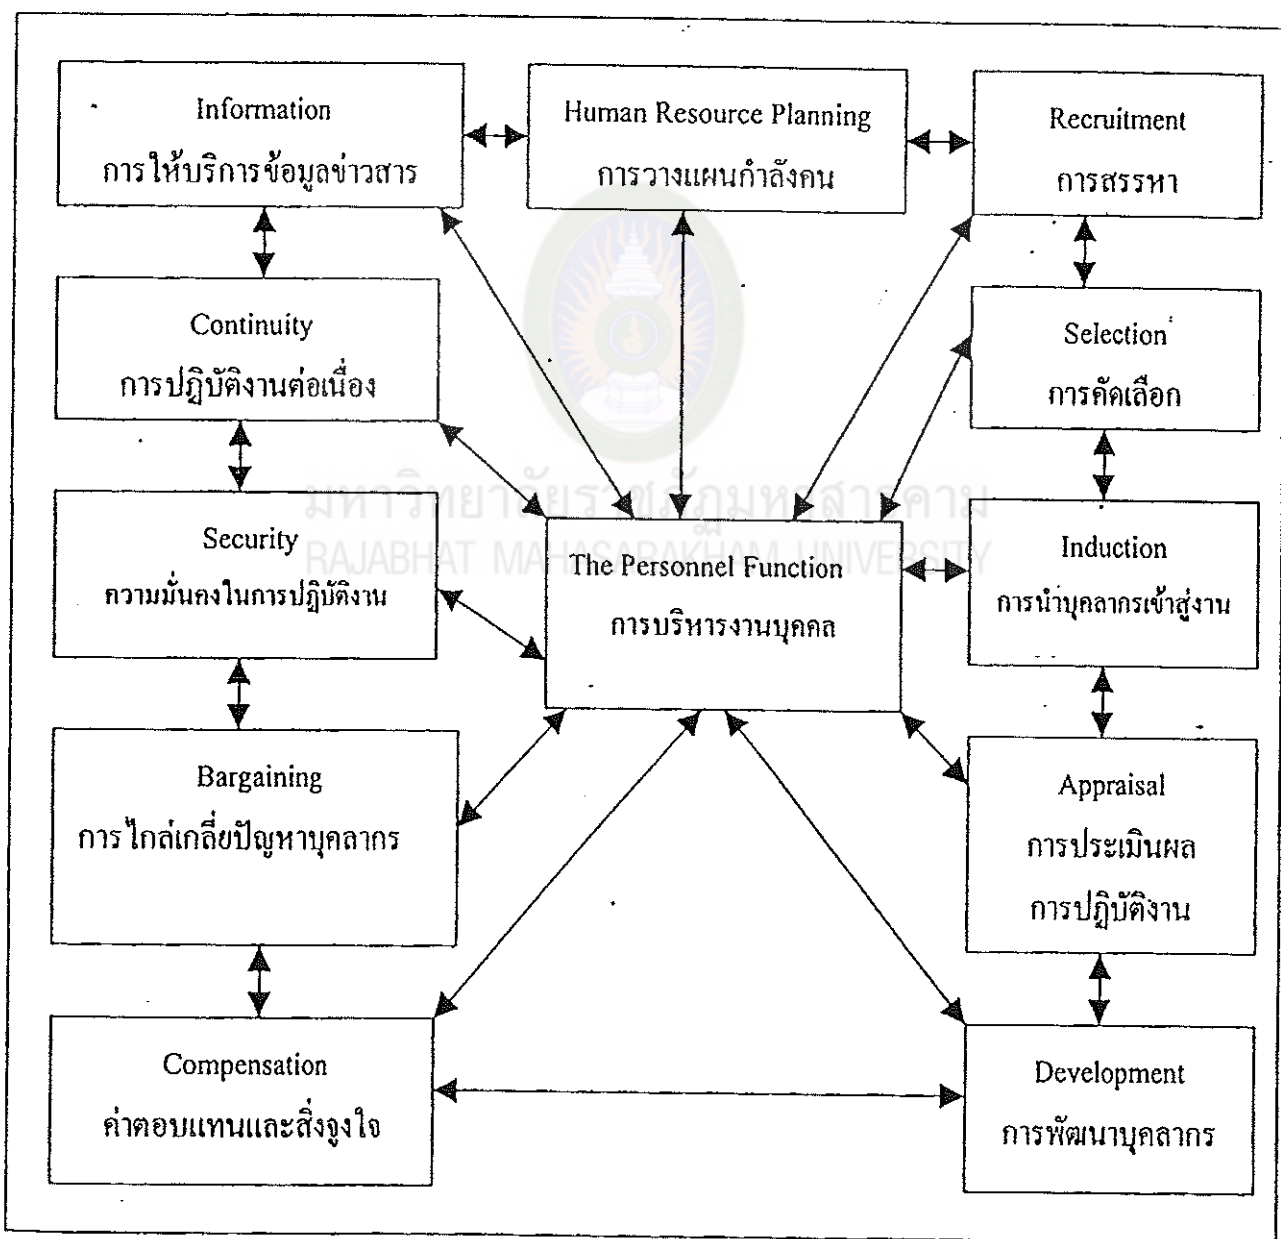 Information
การให้บริการข้อมูลข่าวสาร
Human Resource Planning
การวางแผนกำลังคน
Recruitment
การสรรหา
Continuity
การปฏิบัติงานต่อเนื่อง
Selection
การคัดเลือก
มหาวิทยาลัยราชภัฏมหาสารคาม
RAJABHAT MAHASARAKHAM UNIVERSITY
Security
ความมั่นคงในการปฏิบัติงาน
The Personnel Function
การบริหารงานบุคคล
Induction
การนำบุคลากรเข้าสู่งาน
Bargaining
การไกล่เกลี่ยปัญหาบุคลากร
Appraisal
การประเมินผล
การปฏิบัติงาน
Compensation
ค่าตอบแทนและสิ่งจูงใจ
Development
การพัฒนาบุคลากร